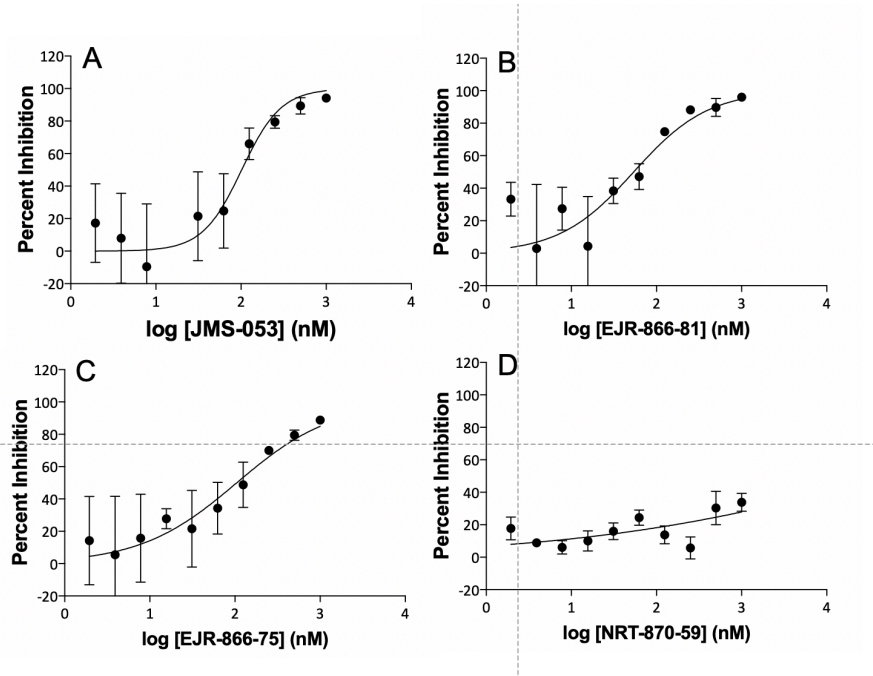 A
120
100
80
60
40
20
0
-20
Percent Inhibition
0 1 2 3 4
log [JMS-053] (nM)
B
120
100
80
60
40
20
0
-20
Percent Inhibition
0 1 2 3 4
log [EJR-866-81] (nM)
C
120
100
80
60
40
20
0
-20
Percent Inhibition
0 1 2 3 4
log [EJR-866-75] (nM)
D
120
100
80
60
40
20
0
-20
Percent Inhibition
0 1 2 3 4
log [NRT-870-59] (nM)